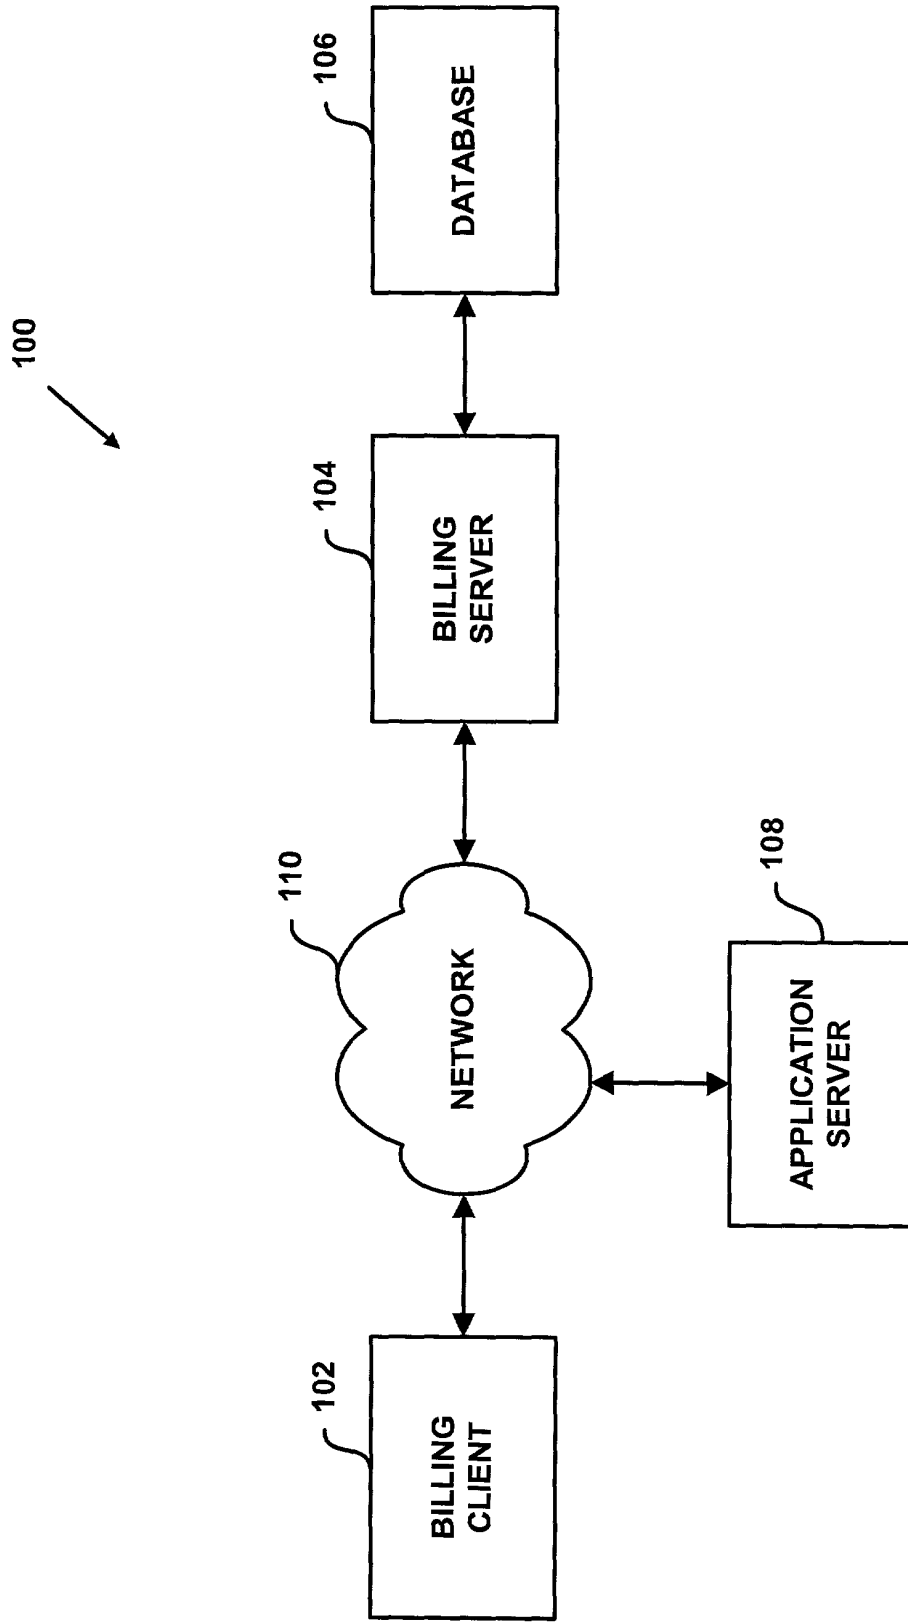 100
102
BILLING
CLIENT
110
NETWORK
104
BILLING
SERVER
106
DATABASE
108
APPLICATION
SERVER